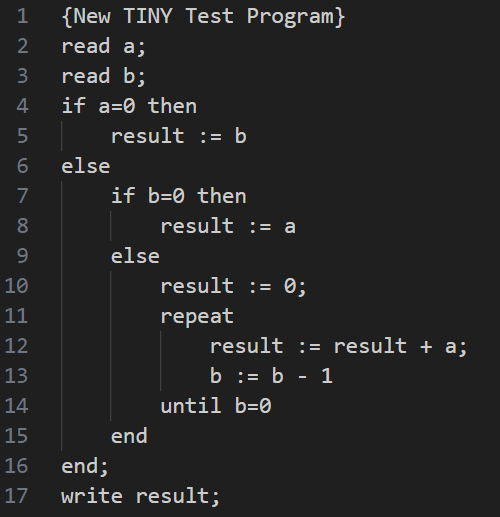 1 {New TINY Test Program}
2 read a;
3 read b;
4 if a=0 then
5     result := b
6 else
7     if b=0 then
8         result := a
9     else
10         result := 0;
11         repeat
12             result := result + a;
13             b := b - 1
14         until b=0
15     end
16 end;
17 write result;